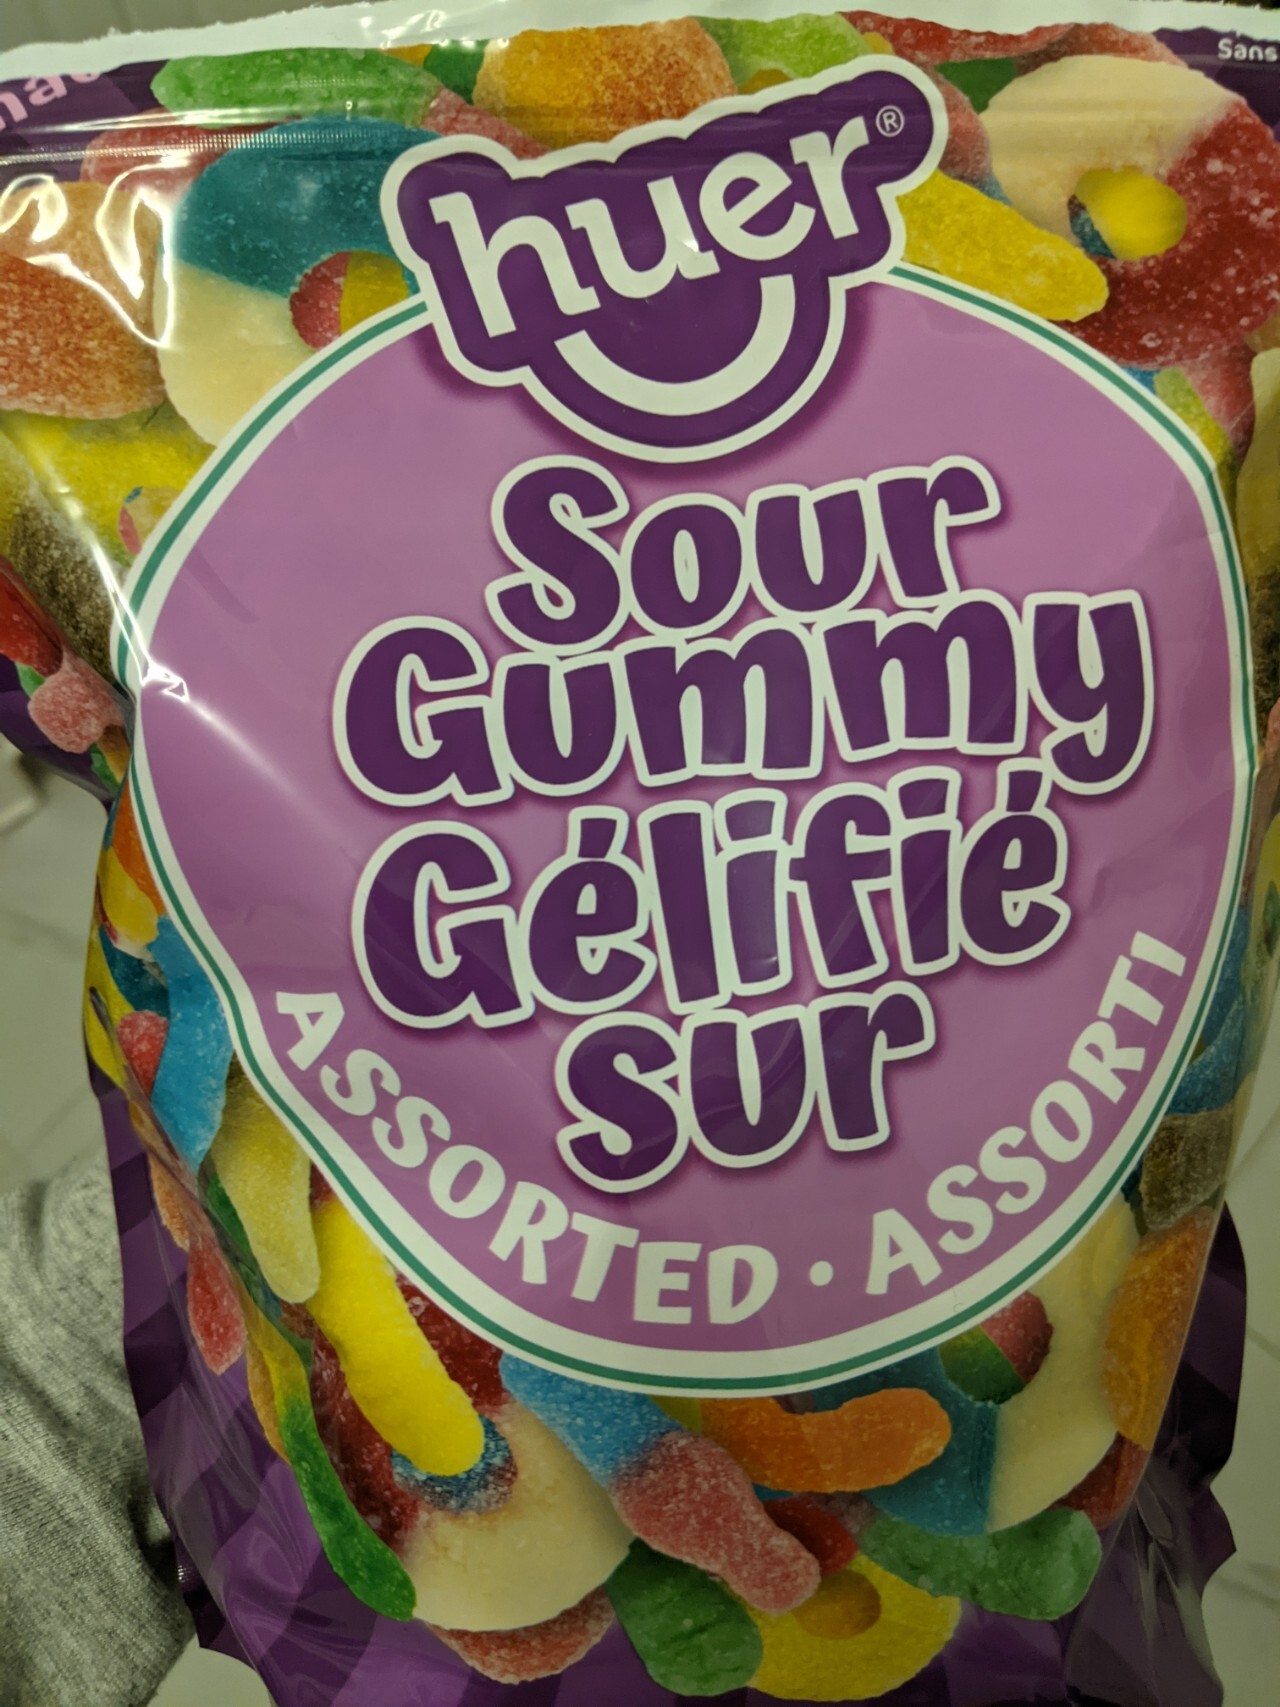 Sans
huer®
Sour
Gummy
Gélifié
sur
ASSORTED • ASSORTI